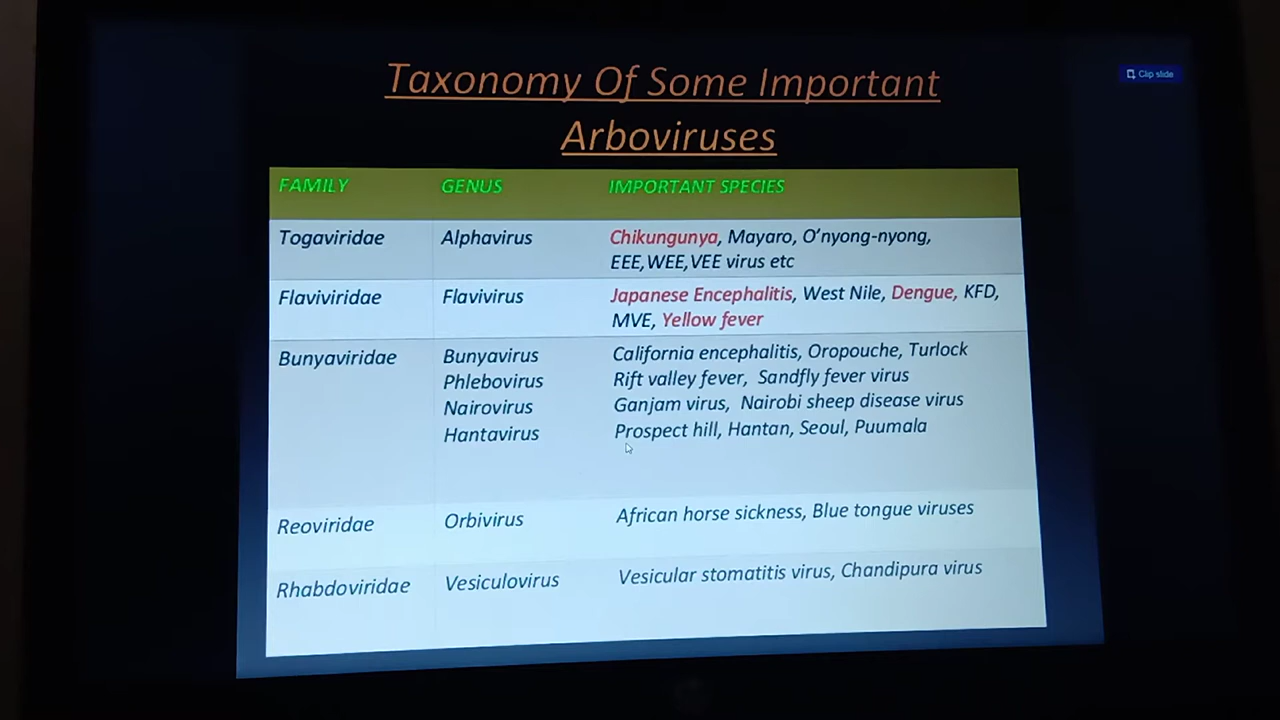 Taxonomy Of Some Important
Arboviruses
Clip slide
FAMILY GENUS IMPORTANT SPECIES
Togaviridae Alphavirus Chikungunya, Mayaro, O'nyong-nyong,
EEE,WEE,VEE virus etc
Flaviviridae Flavivirus Japanese Encephalitis, West Nile, Dengue, KFD,
MVE, Yellow fever
Bunyaviridae Bunyavirus California encephalitis, Oropouche, Turlock
Phlebovirus Rift valley fever, Sandfly fever virus
Nairovirus Ganjam virus, Nairobi sheep disease virus
Hantavirus Prospect hill, Hantan, Seoul, Puumala
Reoviridae Orbivirus African horse sickness, Blue tongue viruses
Rhabdoviridae Vesiculovirus Vesicular stomatitis virus, Chandipura virus